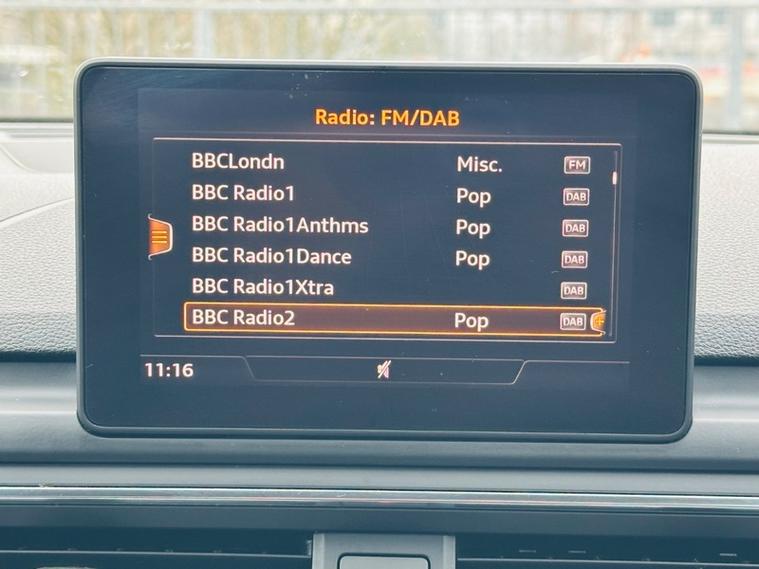 Radio: FM/DAB
BBCLondn Misc. FM
BBC Radio1 Pop DAB
BBC Radio1Anthms Pop DAB
BBC Radio1Dance Pop DAB
BBC Radio1Xtra DAB
BBC Radio2 Pop DAB
11:16